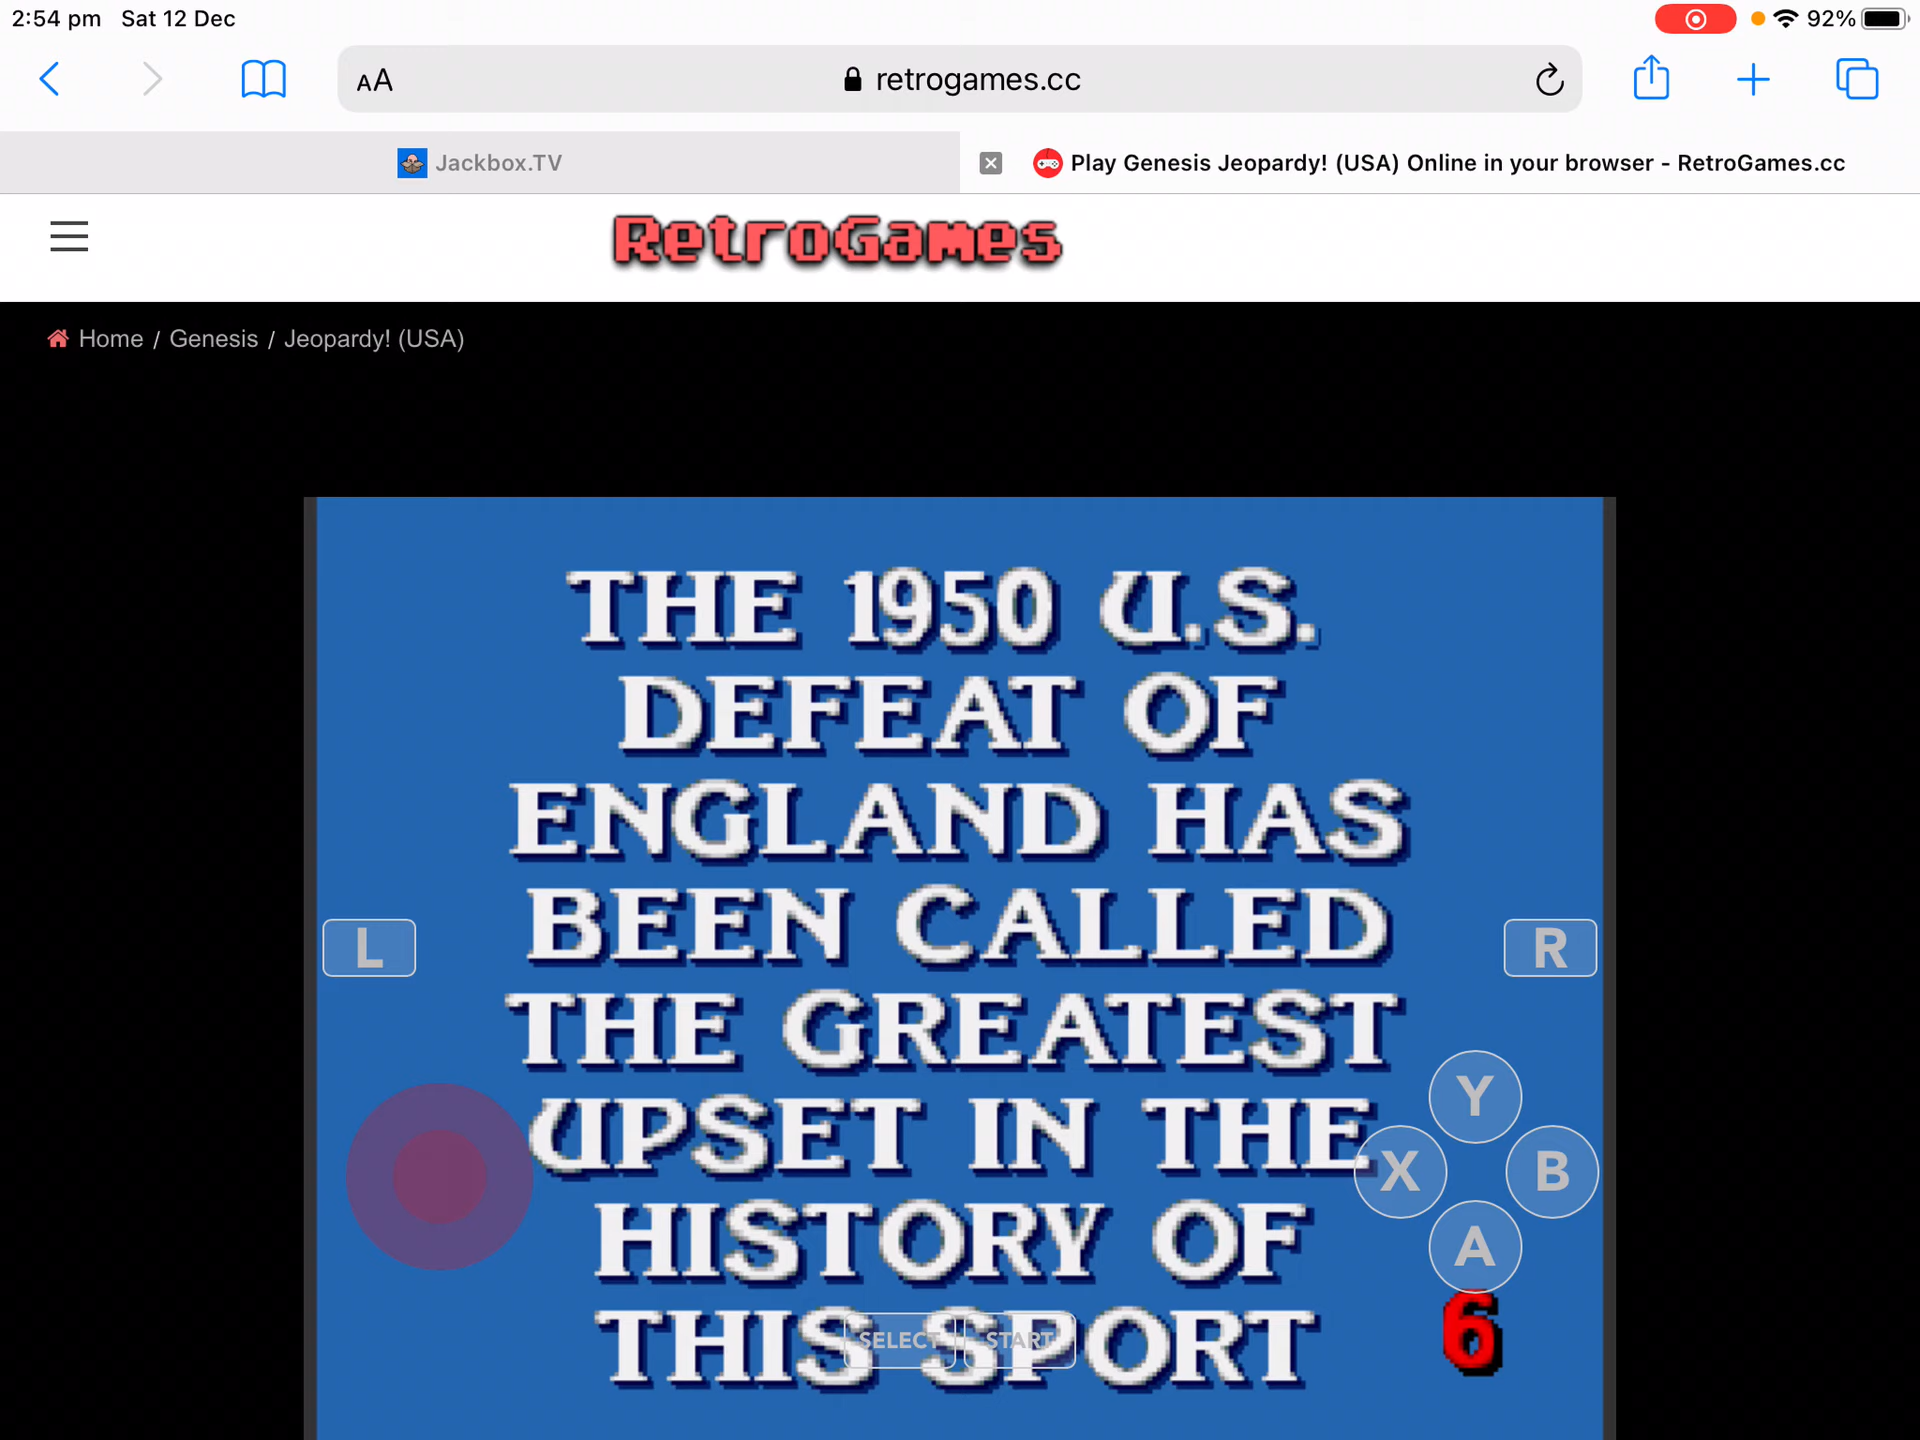 2:54 pm Sat 12 Dec 92%
AA retrogames.cc
Jackbox.TV Play Genesis Jeopardy! (USA) Online in your browser - RetroGames.cc
RetroGames
Home / Genesis / Jeopardy! (USA)
THE 1950 U.S.
DEFEAT OF
ENGLAND HAS
BEEN CALLED
L R
THE GREATEST
Y
UPSET IN THE
X B
HISTORY OF
A
THIS SPORT 6
SELECT START